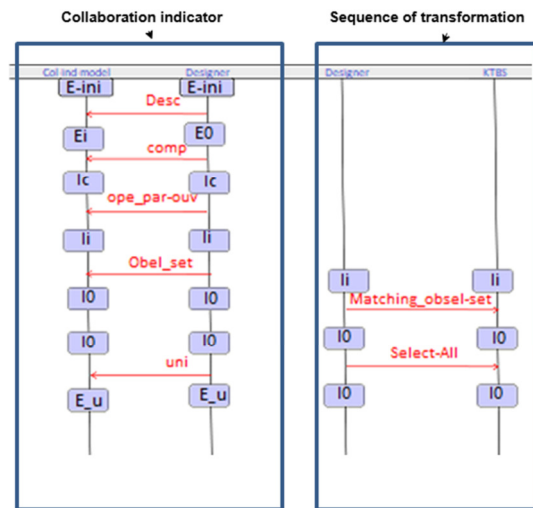 Collaboration indicator
Sequence of transformation
Col-ind model Designer
Designer KTBS
E-ini E-ini
Desc
Ei E0
comp
Ic Ic
ope_par-ouv
Ii Ii
Obel_set
Ii Ii
I0 I0
Matching_obsel-set
I0 I0
I0 I0
uni
Select-All
E_u E_u
I0 I0